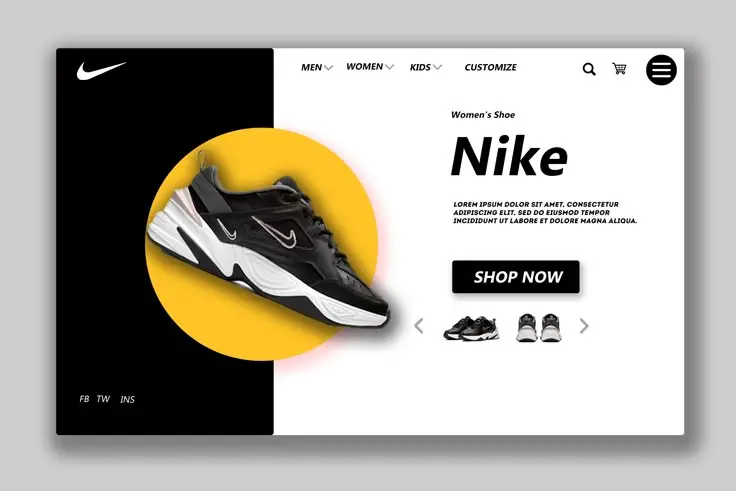 MEN WOMEN KIDS CUSTOMIZE
Women's Shoe
Nike
LOREM IPSUM DOLOR SIT AMET, CONSECTETUR
ADIPISCING ELIT, SED DO EIUSMOD TEMPOR
INCIDIDUNT UT LABORE ET DOLORE MAGNA ALIQUA.
SHOP NOW
FB TW INS